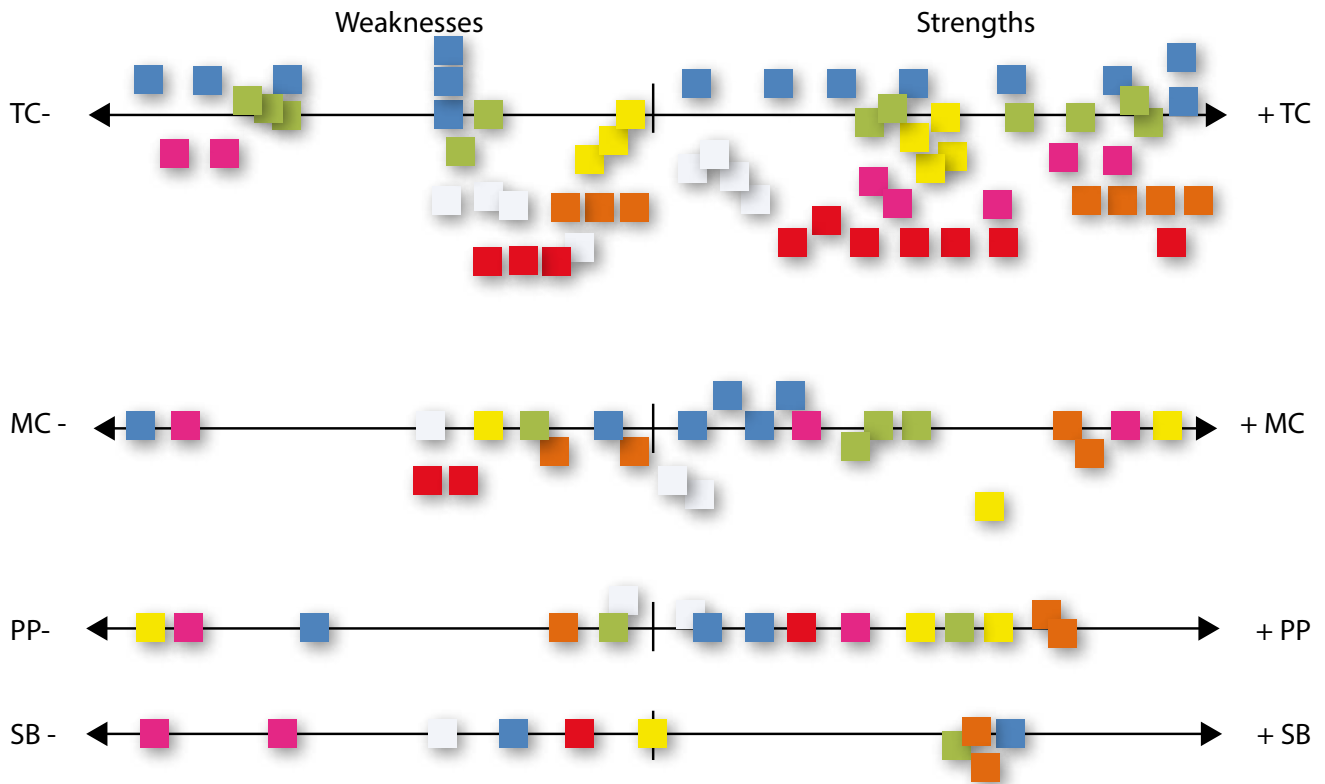 Weaknesses Strengths
TC- + TC
MC - + MC
PP- + PP
SB - + SB